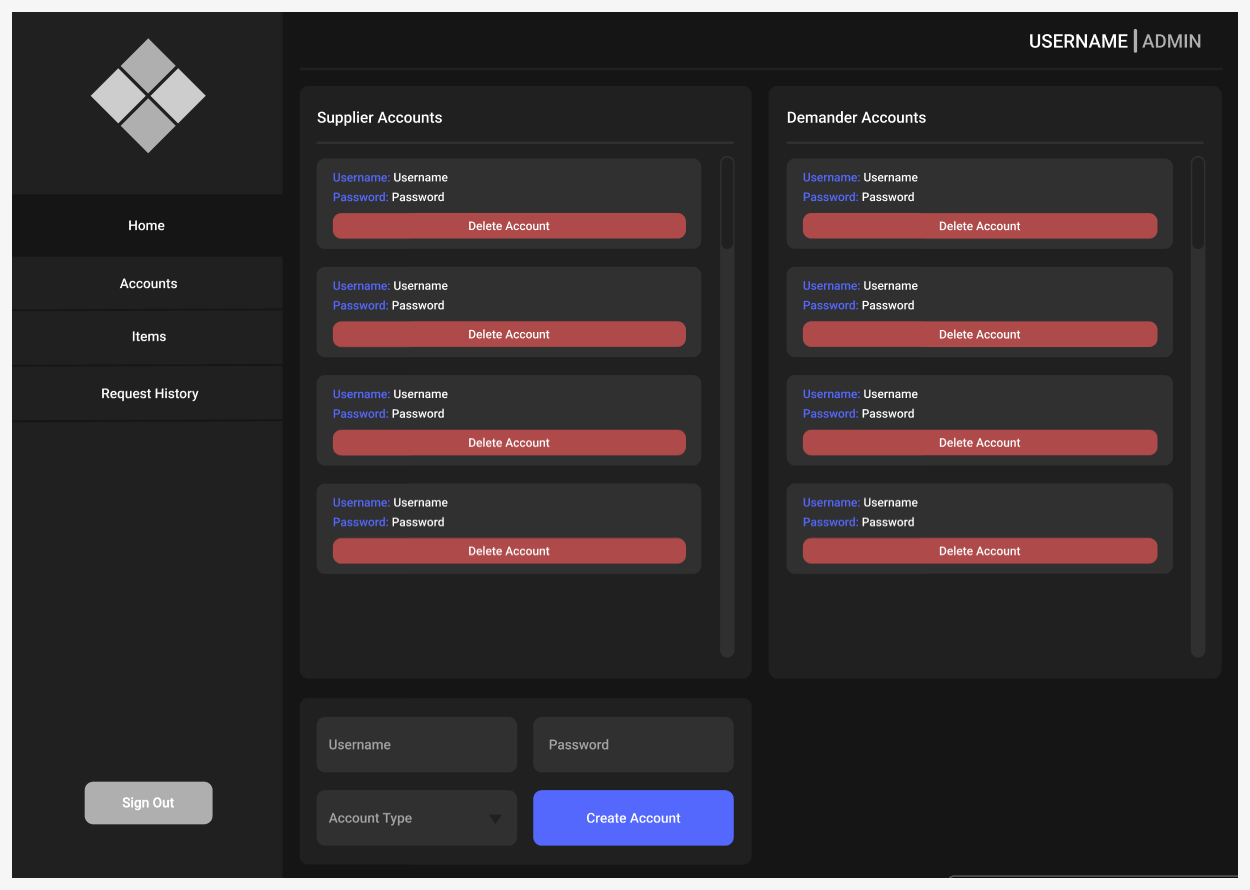 USERNAME | ADMIN
Home
Accounts
Items
Request History
Sign Out
Supplier Accounts
Username: Username
Password: Password
Delete Account
Username: Username
Password: Password
Delete Account
Username: Username
Password: Password
Delete Account
Username: Username
Password: Password
Delete Account
Demander Accounts
Username: Username
Password: Password
Delete Account
Username: Username
Password: Password
Delete Account
Username: Username
Password: Password
Delete Account
Username: Username
Password: Password
Delete Account
Username
Password
Account Type
Create Account